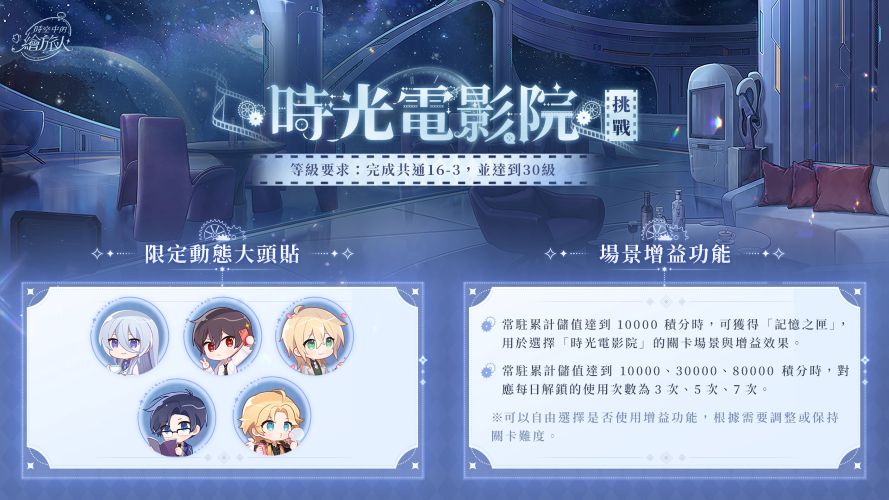 時空中的
繪旅人
時光電影院
挑戰
等級要求：完成共通16-3，並達到30級
限定動態大頭貼
場景增益功能
常駐累計儲值達到 10000 積分時，可獲得「記憶之匣」，
用於選擇「時光電影院」的關卡場景與增益效果。
常駐累計儲值達到 10000、30000、80000 積分時，對
應每日解鎖的使用次數為 3 次、5 次、7 次。
※可以自由選擇是否使用增益功能，根據需要調整或保持
關卡難度。